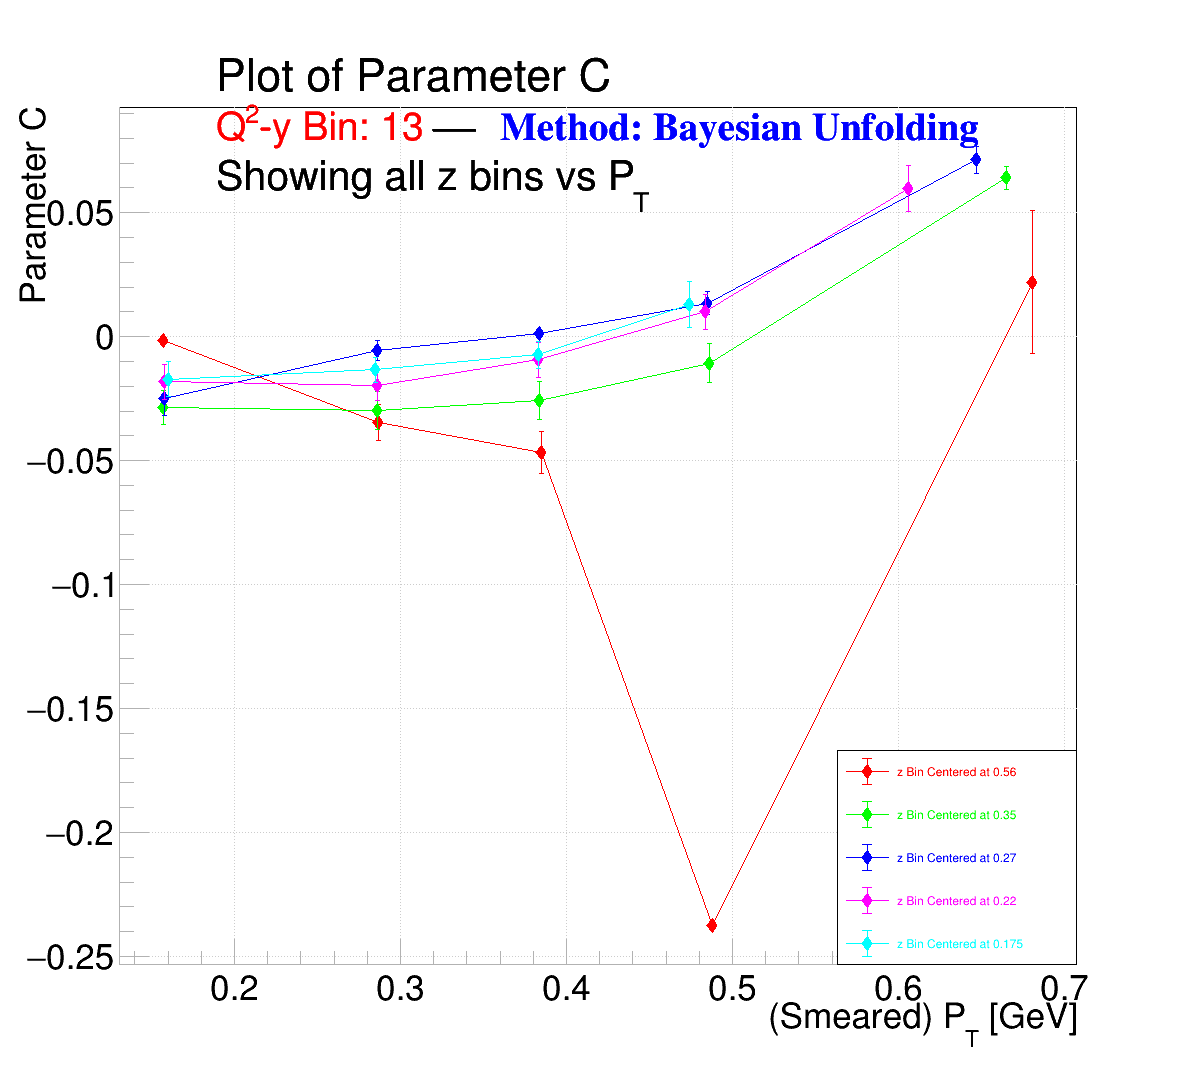 Plot of Parameter C
Q²-y Bin: 13 — Method: Bayesian Unfolding
Showing all z bins vs P_T
Parameter C
0.05
0
−0.05
−0.1
−0.15
−0.2
−0.25
z Bin Centered at 0.56
z Bin Centered at 0.35
z Bin Centered at 0.27
z Bin Centered at 0.22
z Bin Centered at 0.175
0.2 0.3 0.4 0.5 0.6 0.7
(Smeared) P_T [GeV]